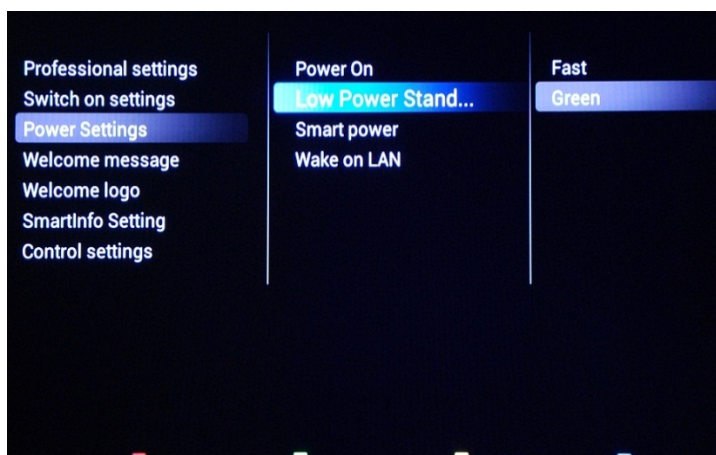 Professional settings
Switch on settings
Power Settings
Welcome message
Welcome logo
SmartInfo Setting
Control settings
Power On
Low Power Stand...
Smart power
Wake on LAN
Fast
Green